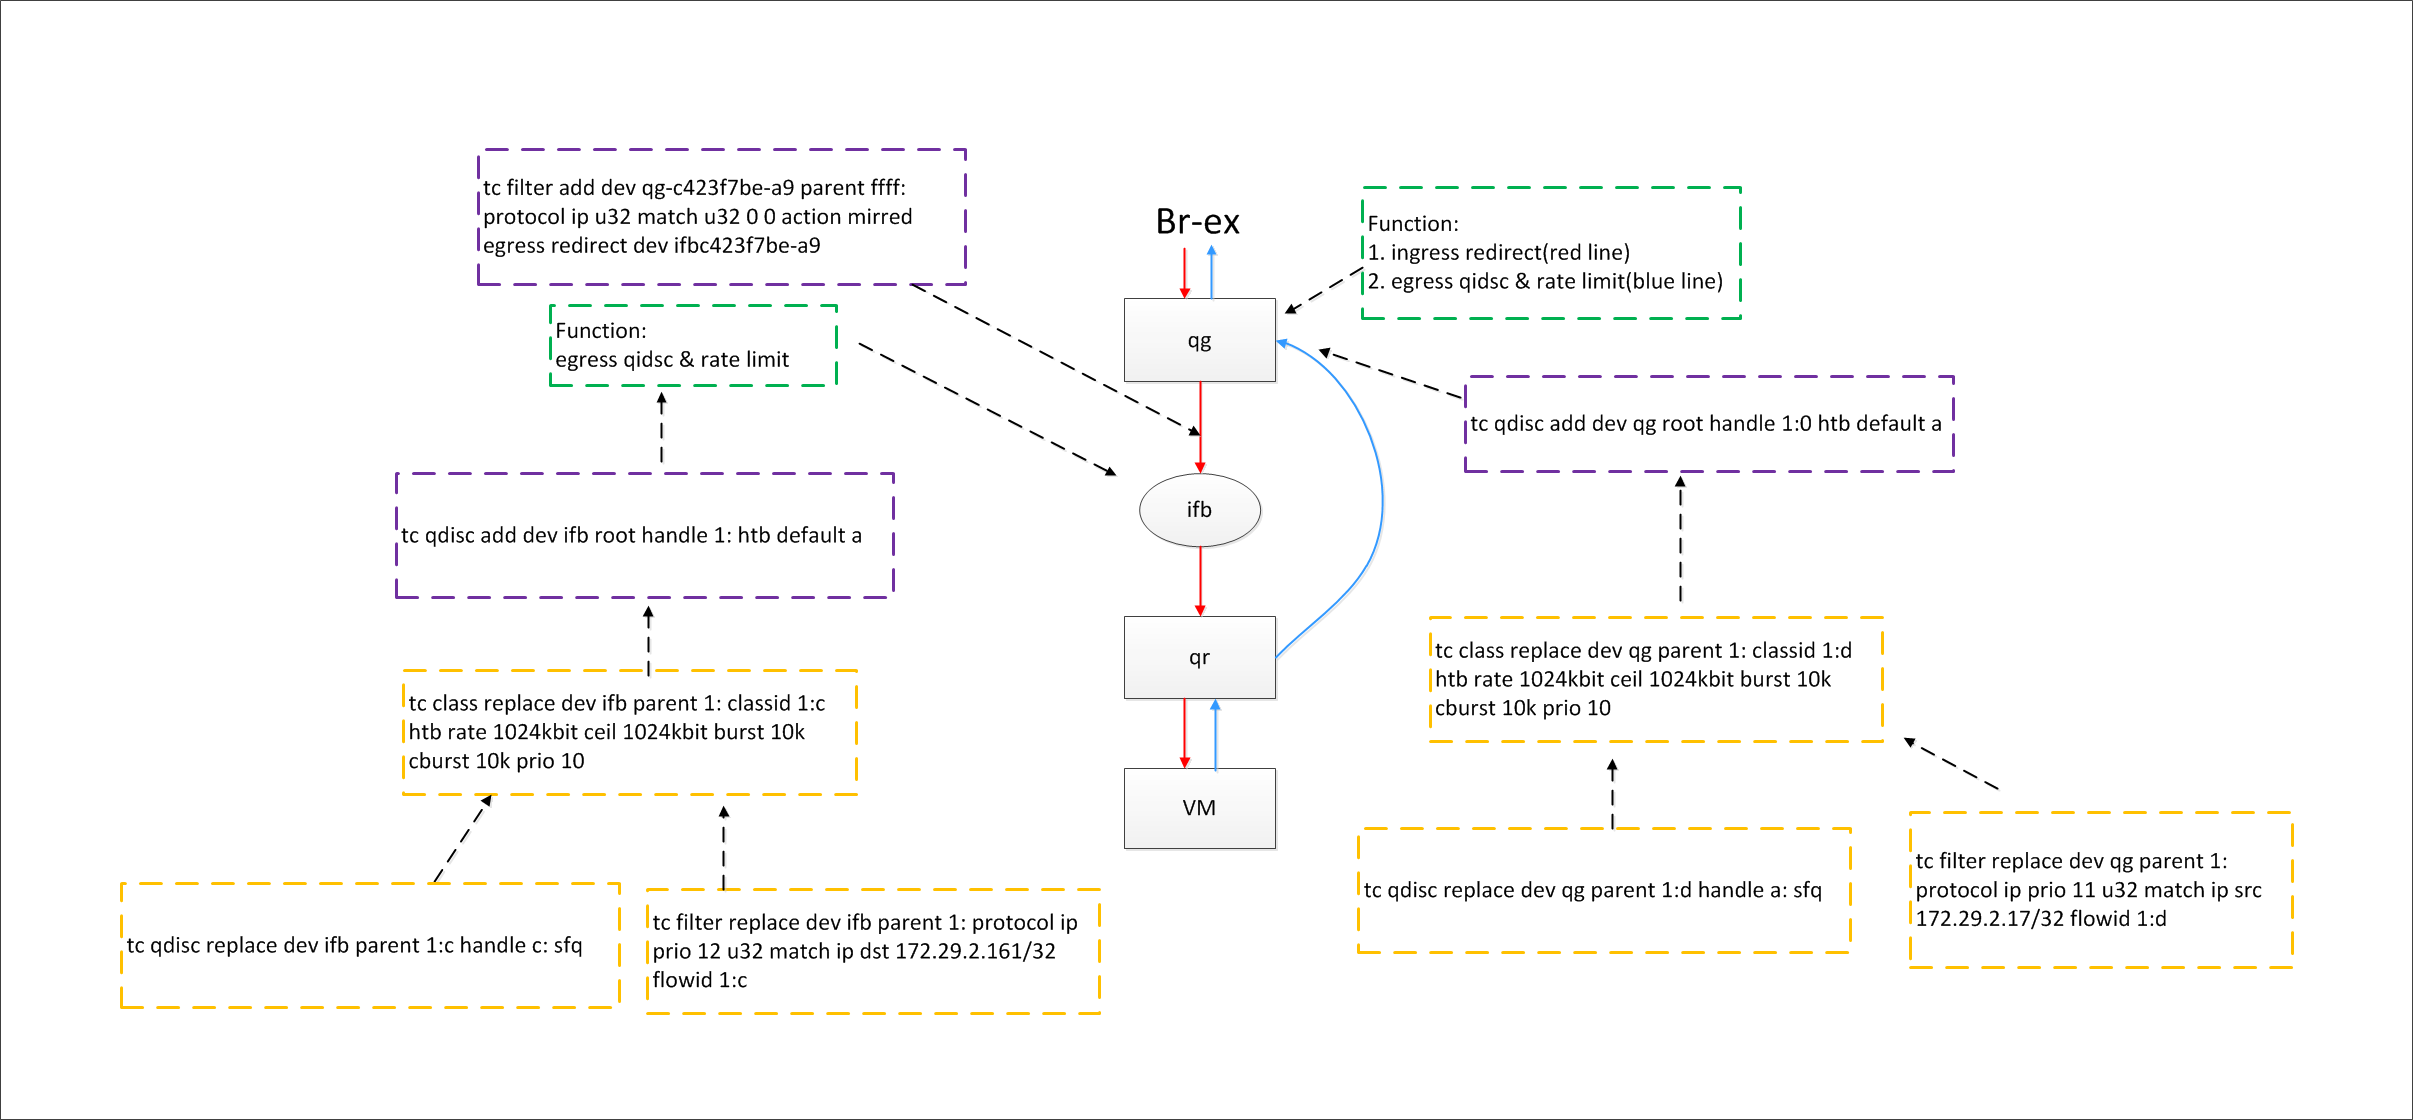 tc filter add dev qg-c423f7be-a9 parent ffff:
protocol ip u32 match u32 0 0 action mirred
egress redirect dev ifbc423f7be-a9
Br-ex
Function:
1. ingress redirect(red line)
2. egress qidsc & rate limit(blue line)
Function:
egress qidsc & rate limit
qg
tc qdisc add dev qg root handle 1:0 htb default a
tc qdisc add dev ifb root handle 1: htb default a
ifb
qr
tc class replace dev qg parent 1: classid 1:d
htb rate 1024kbit ceil 1024kbit burst 10k
cburst 10k prio 10
tc class replace dev ifb parent 1: classid 1:c
htb rate 1024kbit ceil 1024kbit burst 10k
cburst 10k prio 10
VM
tc qdisc replace dev ifb parent 1:c handle c: sfq
tc filter replace dev ifb parent 1: protocol ip
prio 12 u32 match ip dst 172.29.2.161/32
flowid 1:c
tc qdisc replace dev qg parent 1:d handle a: sfq
tc filter replace dev qg parent 1:
protocol ip prio 11 u32 match ip src
172.29.2.17/32 flowid 1:d